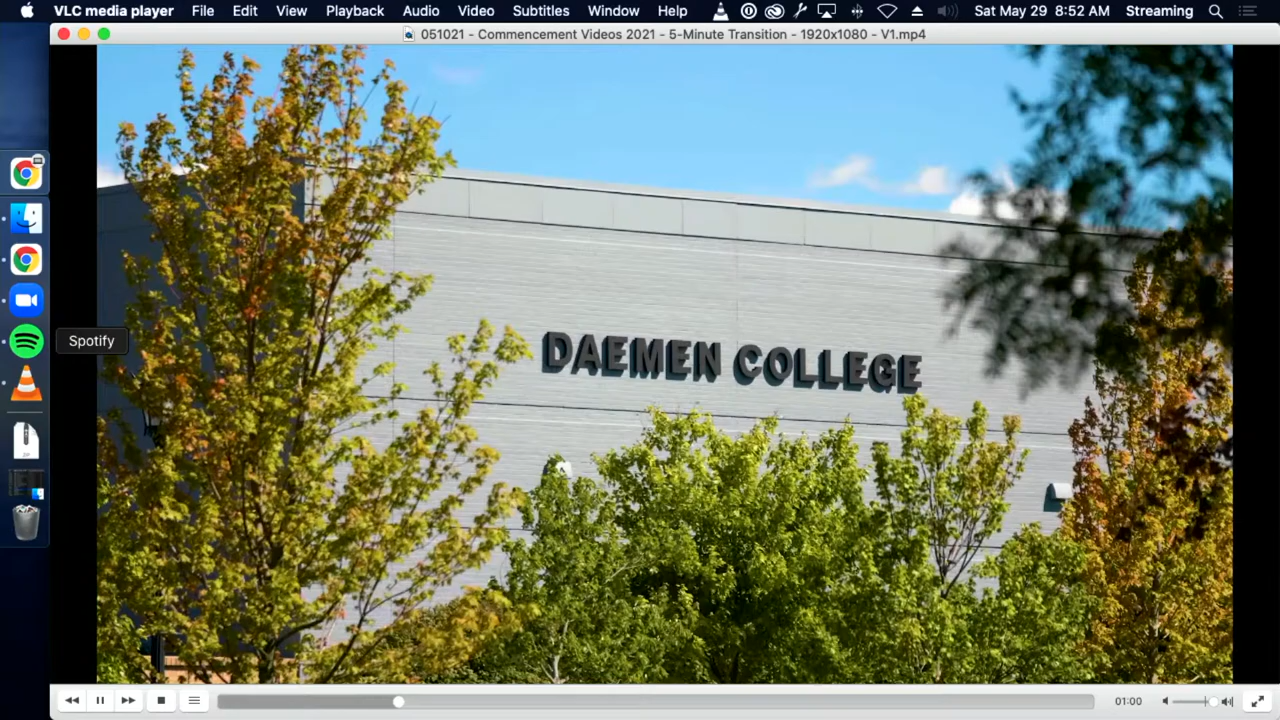 VLC media player File Edit View Playback Audio Video Subtitles Window Help Sat May 29 8:52 AM Streaming
051021 - Commencement Videos 2021 - 5-Minute Transition - 1920x1080 - V1.mp4
Spotify
DAEMEN COLLEGE
01:00